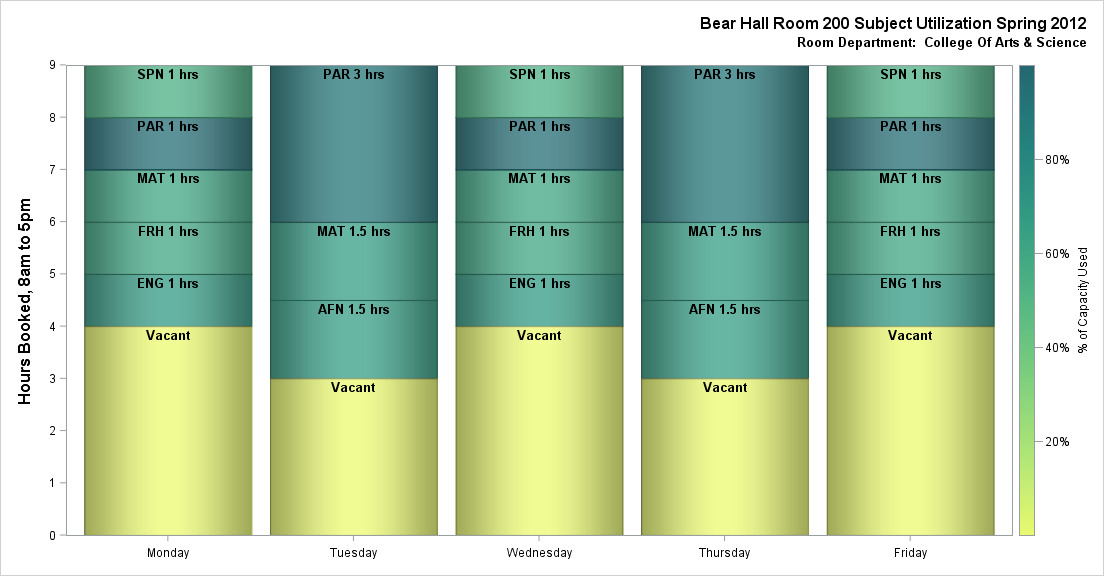 Bear Hall Room 200 Subject Utilization Spring 2012
Room Department:  College Of Arts & Science
Hours Booked, 8am to 5pm
9
8
7
6
5
4
3
2
1
0
SPN 1 hrs
PAR 1 hrs
MAT 1 hrs
FRH 1 hrs
ENG 1 hrs
Vacant
PAR 3 hrs
MAT 1.5 hrs
AFN 1.5 hrs
Vacant
SPN 1 hrs
PAR 1 hrs
MAT 1 hrs
FRH 1 hrs
ENG 1 hrs
Vacant
PAR 3 hrs
MAT 1.5 hrs
AFN 1.5 hrs
Vacant
SPN 1 hrs
PAR 1 hrs
MAT 1 hrs
FRH 1 hrs
ENG 1 hrs
Vacant
Monday
Tuesday
Wednesday
Thursday
Friday
80%
60%
40%
20%
% of Capacity Used